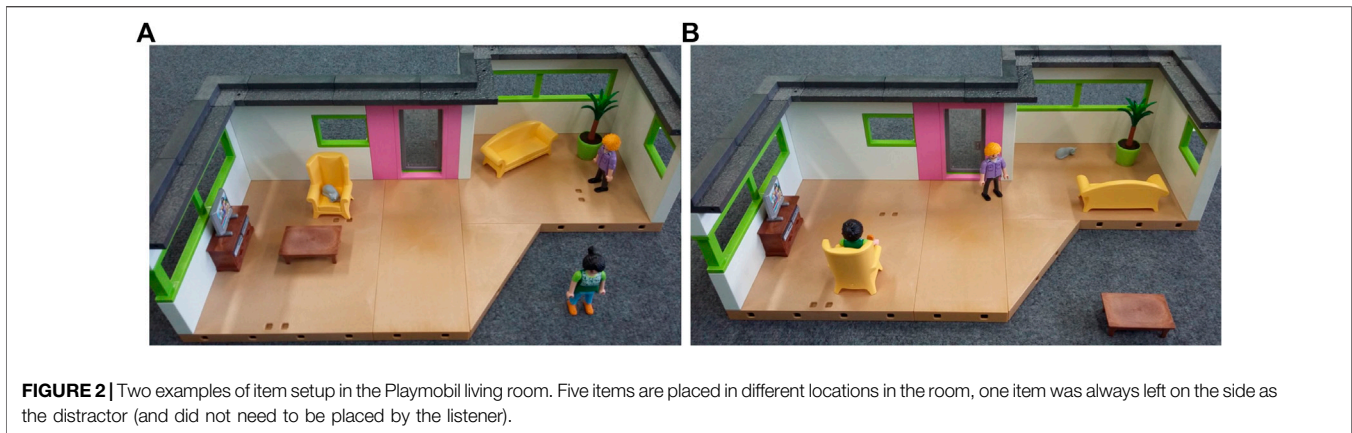 A
B
FIGURE 2 | Two examples of item setup in the Playmobil living room. Five items are placed in different locations in the room, one item was always left on the side as
the distractor (and did not need to be placed by the listener).